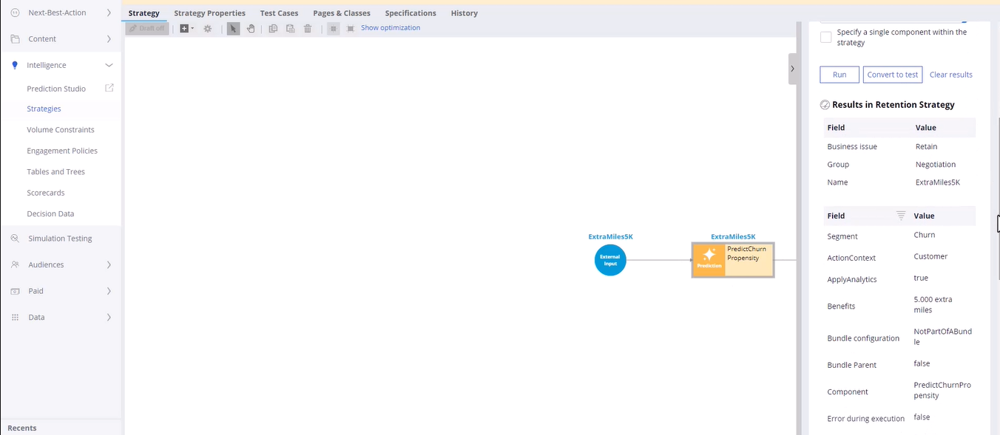 Next-Best-Action
Content
Intelligence
Prediction Studio
Strategies
Volume Constraints
Engagement Policies
Tables and Trees
Scorecards
Decision Data
Simulation Testing
Audiences
Paid
Data
Recents
Strategy Strategy Properties Test Cases Pages & Classes Specifications History
Draft off Show optimization
ExtraMiles5K
External
Input
ExtraMiles5K
Prediction
PredictChurn
Propensity
Specify a single component within the
strategy
Run Convert to test Clear results
Results in Retention Strategy
Field Value
Business issue Retain
Group Negotiation
Name ExtraMiles5K
Field Value
Segment Churn
ActionContext Customer
ApplyAnalytics true
Benefits 5.000 extra
miles
Bundle configuration NotPartOfABund
le
Bundle Parent false
Component PredictChurnPro
pensity
Error during execution false